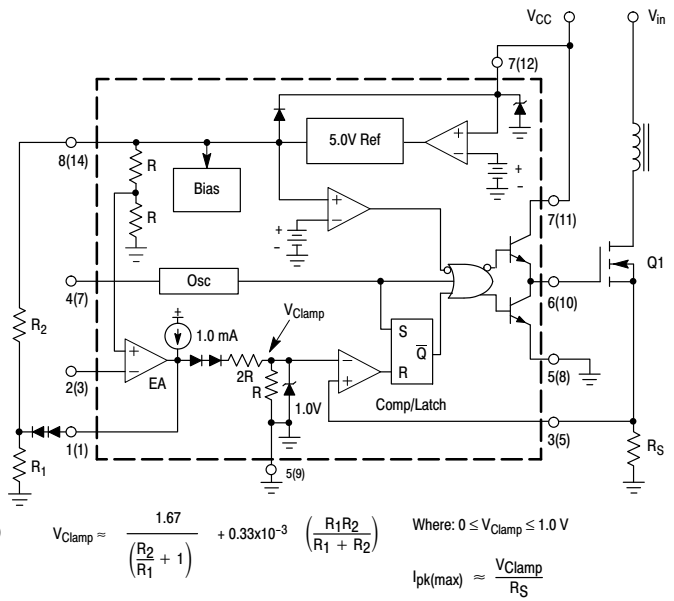 VCC
Vin
7(12)
5.0V Ref
+
−
+
-
8(14)
R
Bias
R
+
−
+
-
7(11)
Q1
4(7)
Osc
6(10)
VClamp
R2
1.0 mA
S
Q
R
+
−
EA
2R
R
1.0V
−
+
Comp/Latch
2(3)
5(8)
1(1)
3(5)
R1
5(9)
RS
VClamp ≈ 1.67 / (R2/R1 + 1) + 0.33x10−3 (R1R2 / R1 + R2) Where: 0 ≤ VClamp ≤ 1.0 V
Ipk(max) ≈ VClamp / RS